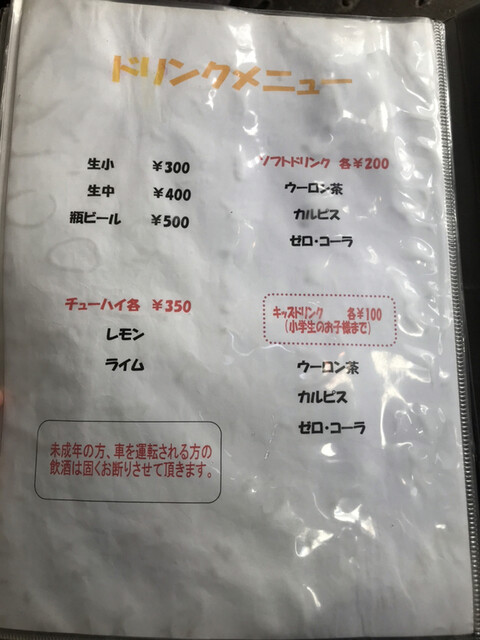 ドリンクメニュー
生小 ¥300
生中 ¥400
瓶ビール ¥500
チューハイ各 ¥350
レモン
ライム
未成年の方、車を運転される方の
飲酒は固くお断りさせて頂きます。
ソフトドリンク 各¥200
ウーロン茶
カルピス
ゼロ・コーラ
キッズドリンク 各¥100
(小学生のお子様まで)
ウーロン茶
カルピス
ゼロ・コーラ